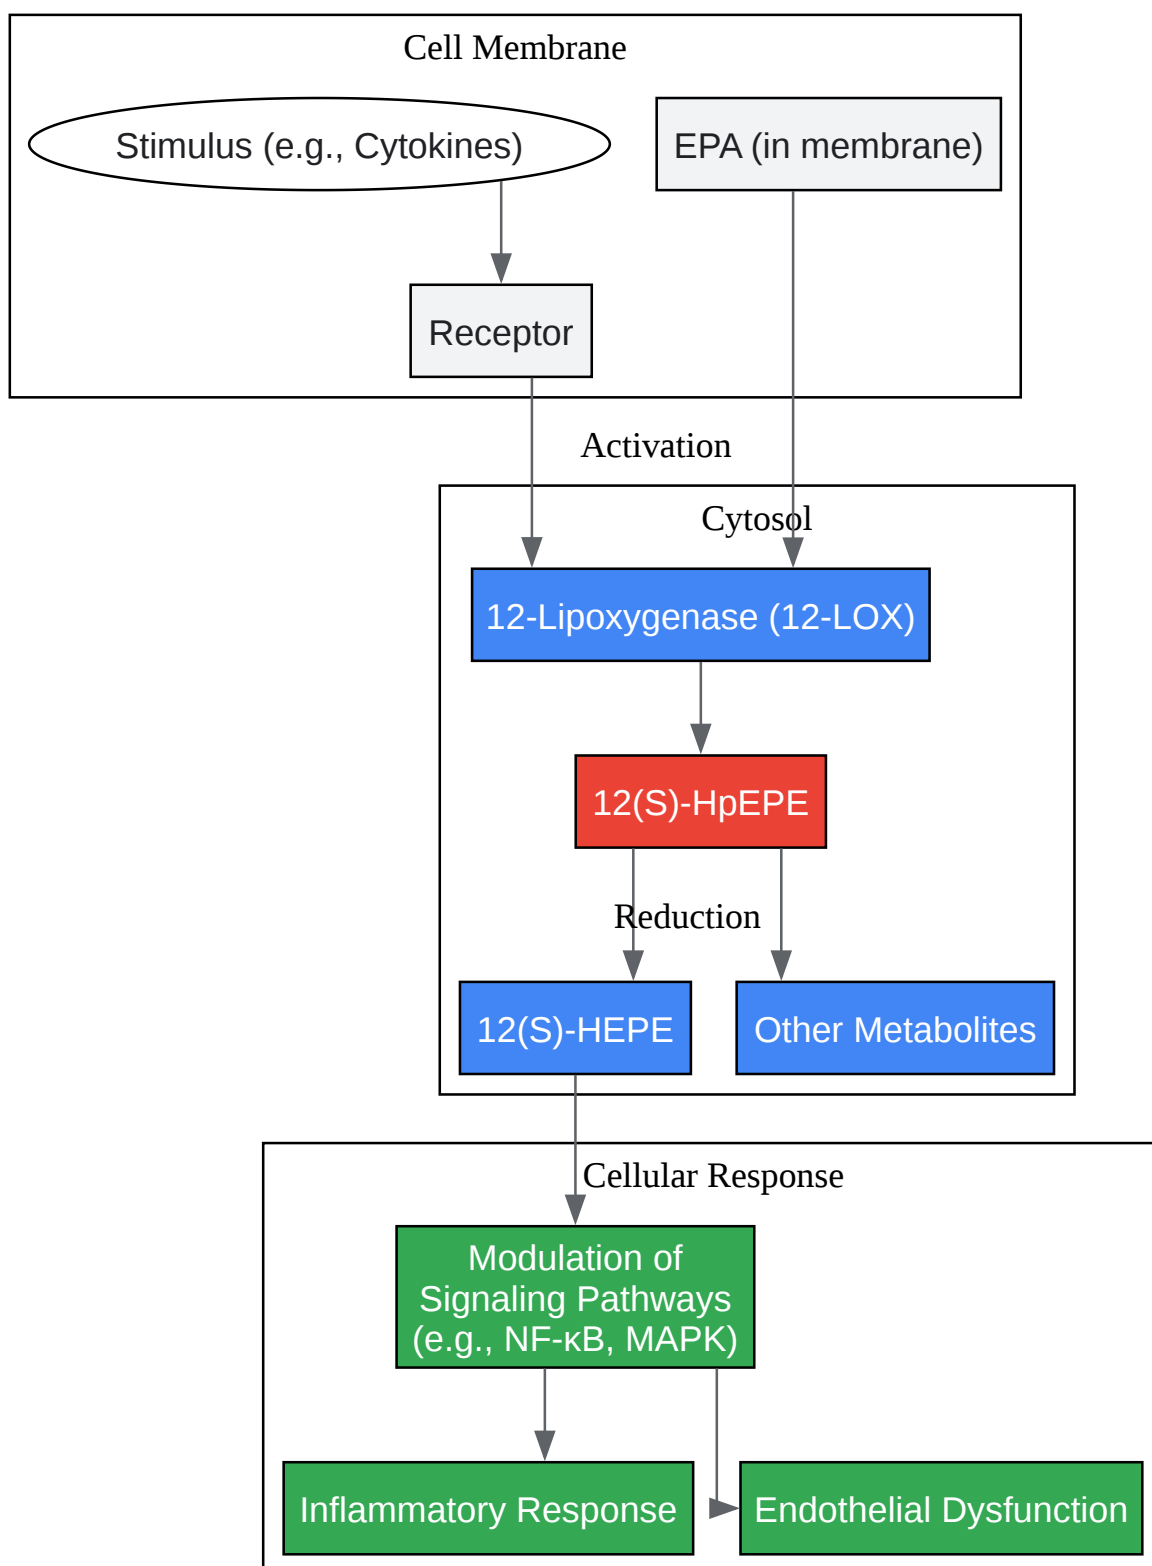 Cell Membrane
Stimulus (e.g., Cytokines)
EPA (in membrane)
Receptor
Activation
Cytosol
12-Lipoxygenase (12-LOX)
12(S)-HpEPE
Reduction
12(S)-HEPE
Other Metabolites
Cellular Response
Modulation of
Signaling Pathways
(e.g., NF-κB, MAPK)
Inflammatory Response
Endothelial Dysfunction